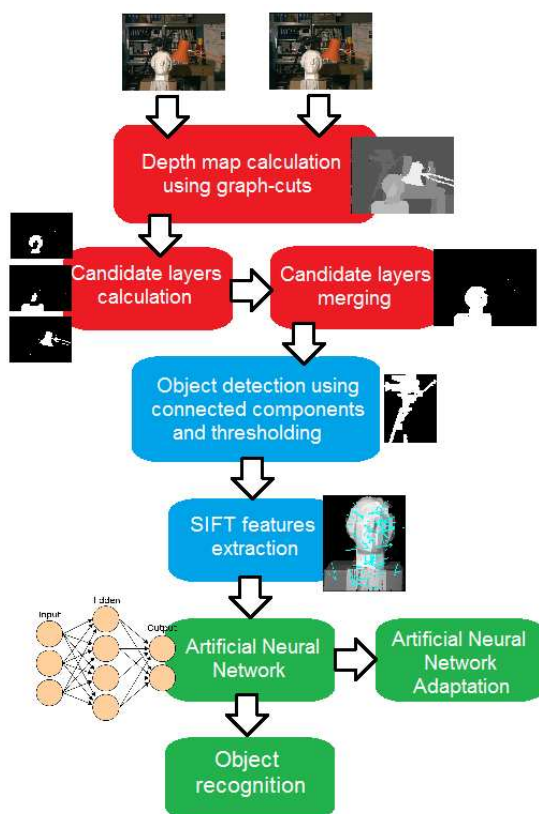 Depth map calculation
using graph-cuts
Candidate layers
calculation
Candidate layers
merging
Object detection using
connected components
and thresholding
SIFT features
extraction
Input
Hidden
Output
Artificial Neural
Network
Artificial Neural
Network
Adaptation
Object
recognition